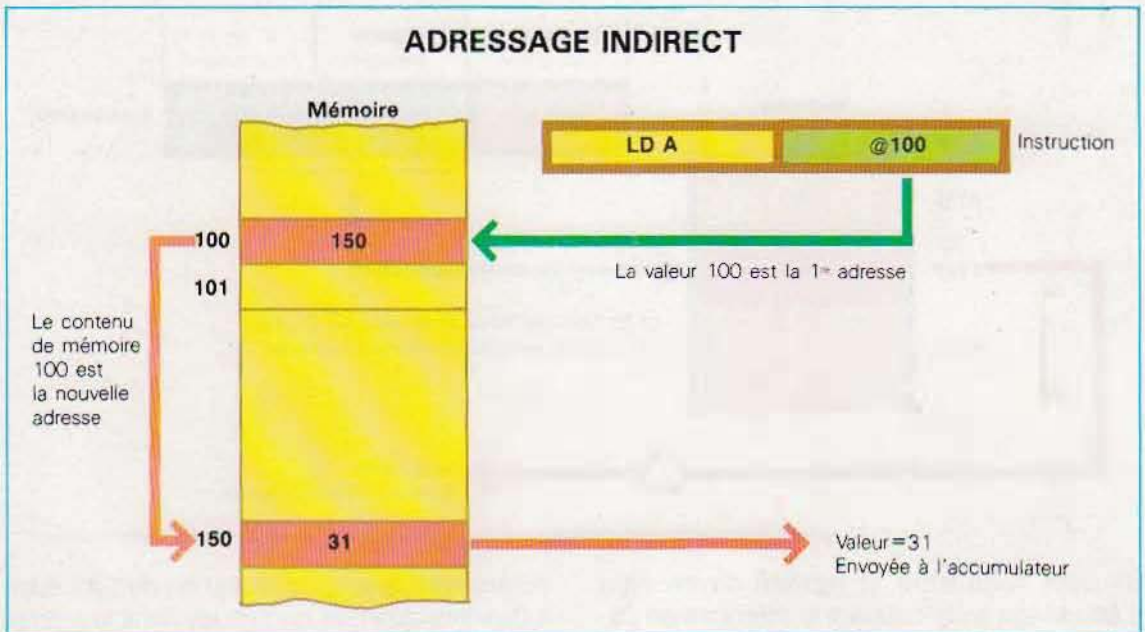 ADRESSAGE INDIRECT
Mémoire
LD A @100 Instruction
100 150
La valeur 100 est la 1re adresse
101
Le contenu
de mémoire
100 est
la nouvelle
adresse
150 31
Valeur=31
Envoyée à l'accumulateur